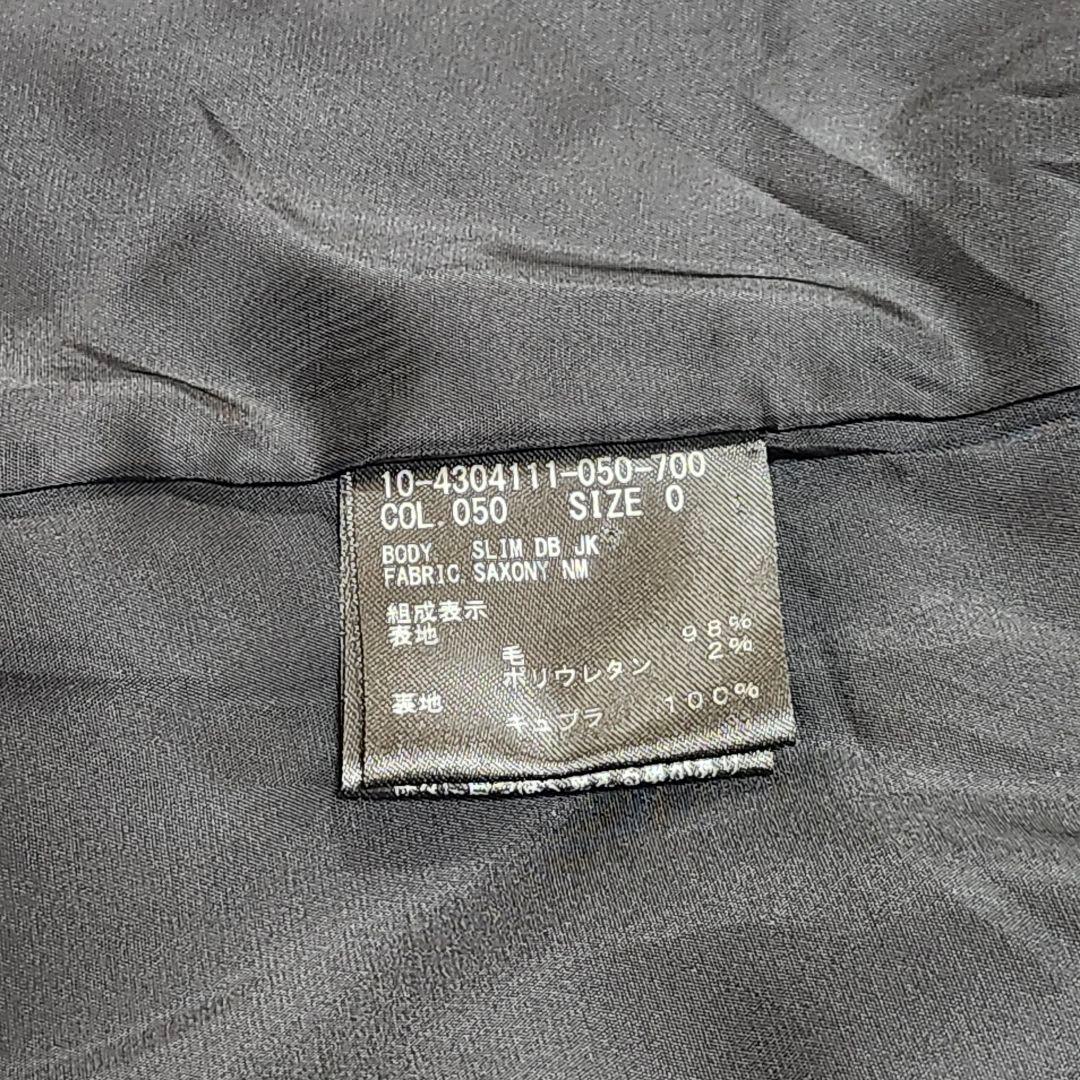 10-4304111-050-700
COL.050 SIZE 0
BODY. SLIM DB JK
FABRIC. SAXONY NM
組成表示
表地
毛 98%
ポリウレタン 2%
裏地
キュプラ 100%